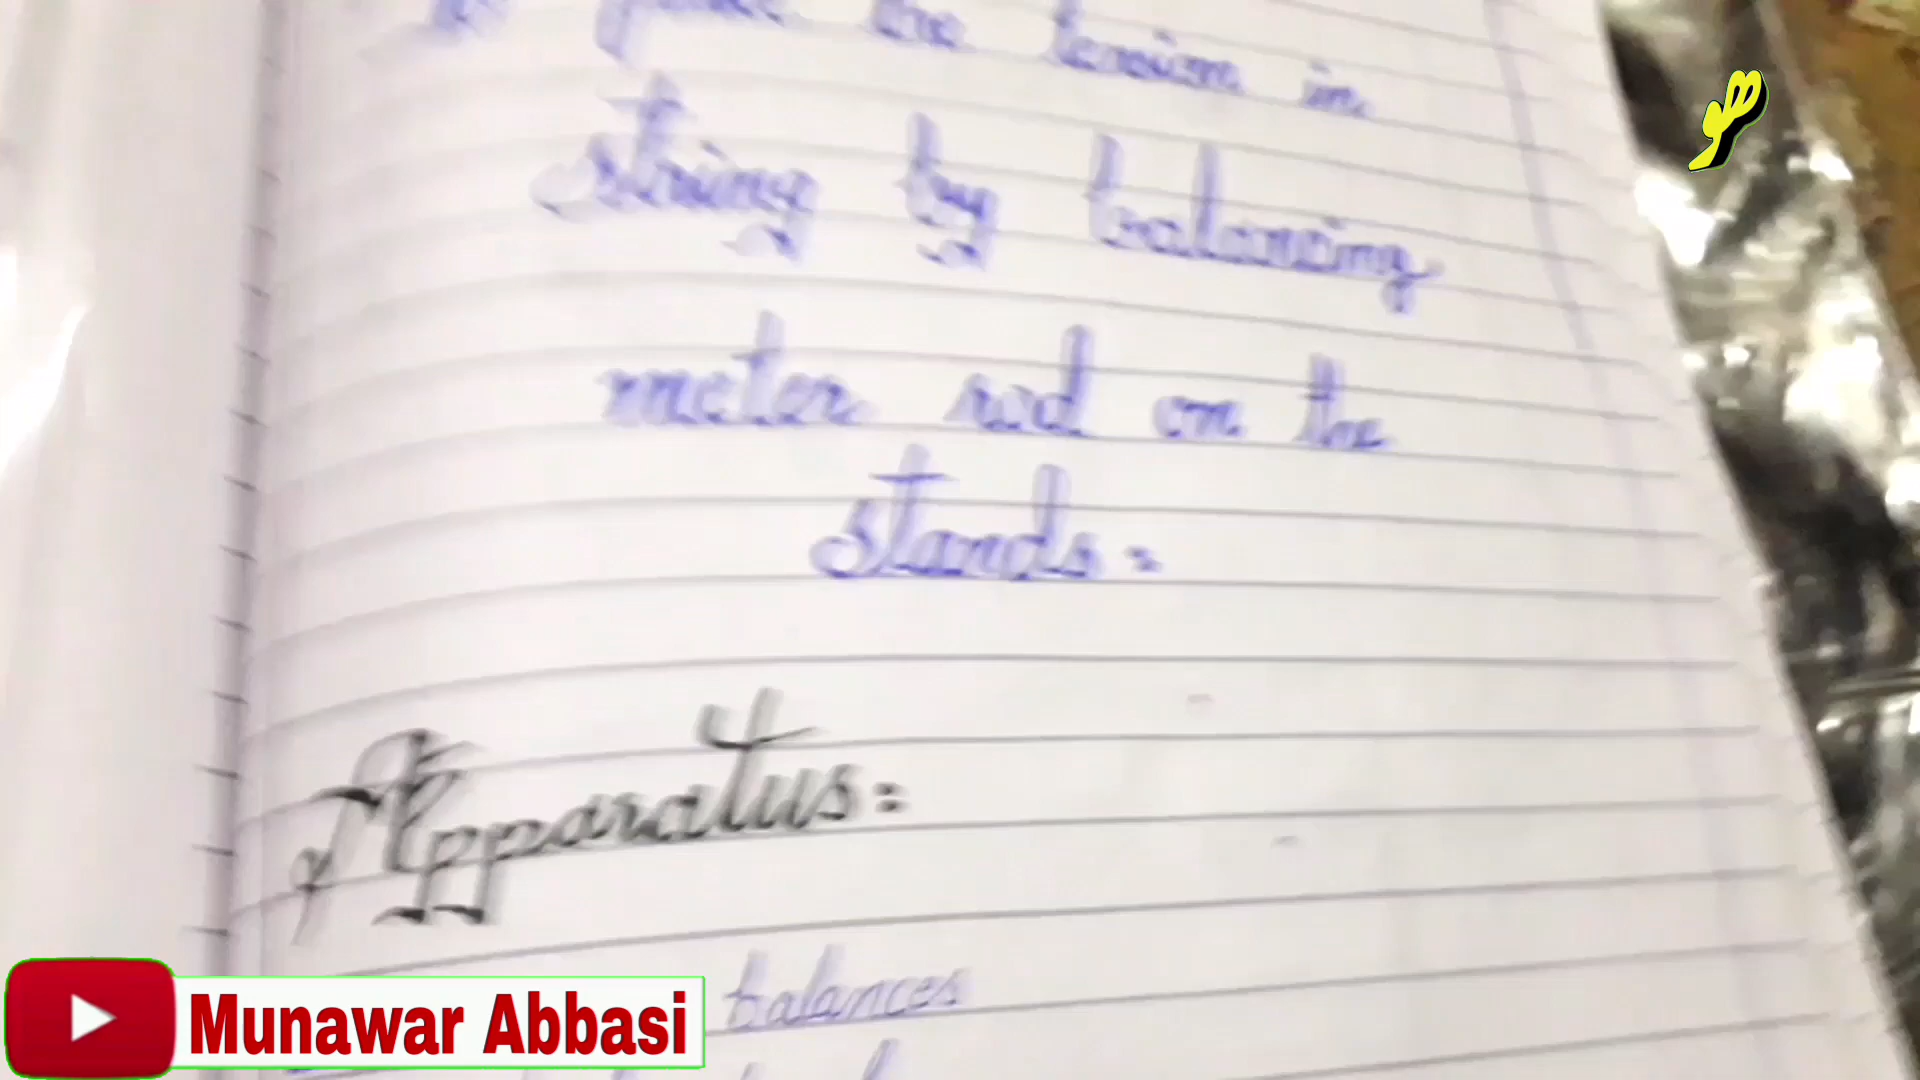 the tension in
string by balancing
meter rod on the
stands :
Apparatus :
balances
Munawar Abbasi